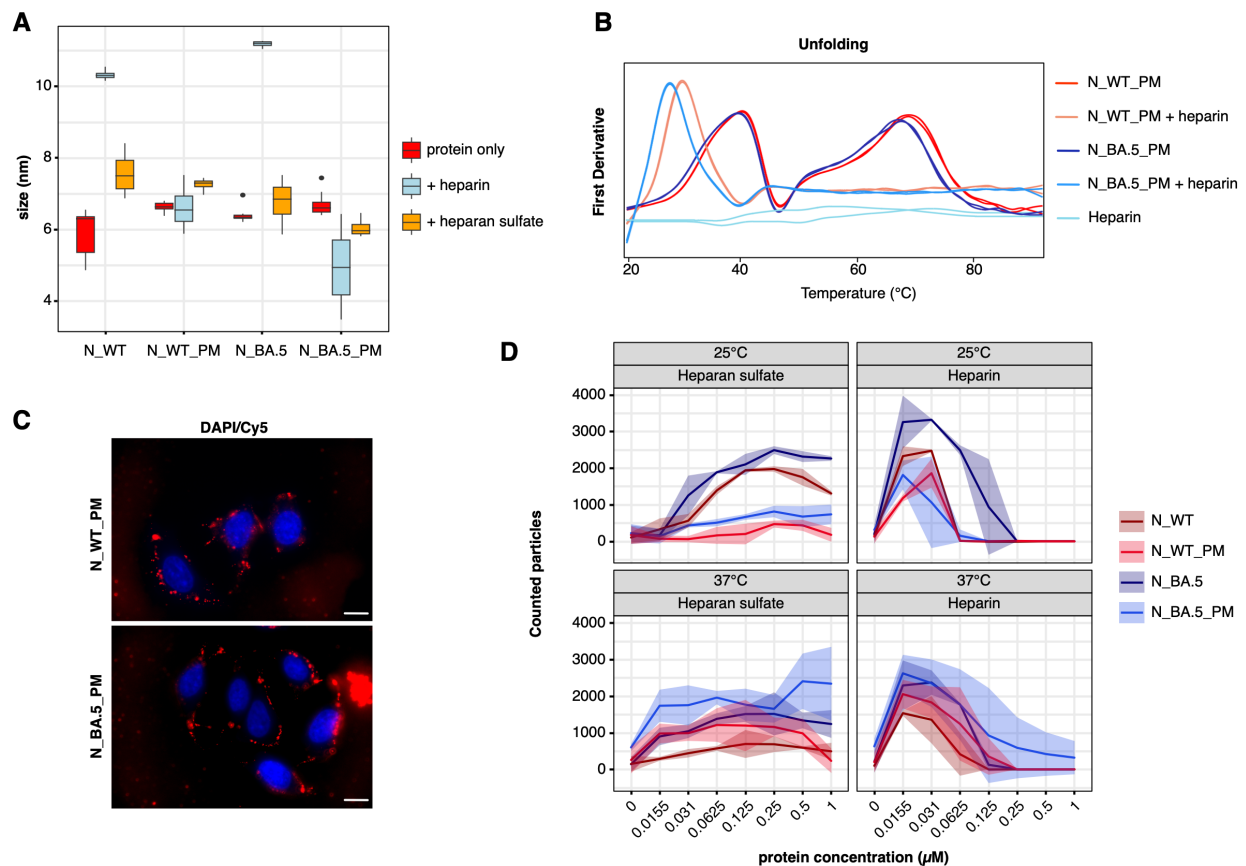 A
size (nm)
10
8
6
4
N_WT
N_WT_PM
N_BA.5
N_BA.5_PM
protein only
+ heparin
+ heparan sulfate
B
Unfolding
First Derivative
20
40
60
80
Temperature (°C)
N_WT_PM
N_WT_PM + heparin
N_BA.5_PM
N_BA.5_PM + heparin
Heparin
C
DAPI/Cy5
N_WT_PM
N_BA.5_PM
D
25°C
Heparan sulfate
25°C
Heparin
4000
3000
2000
1000
0
37°C
Heparan sulfate
37°C
Heparin
4000
3000
2000
1000
0
Counted particles
0
0.0155
0.031
0.0625
0.125
0.25
0.5
1
0
0.0155
0.031
0.0625
0.125
0.25
0.5
1
protein concentration (µM)
N_WT
N_WT_PM
N_BA.5
N_BA.5_PM